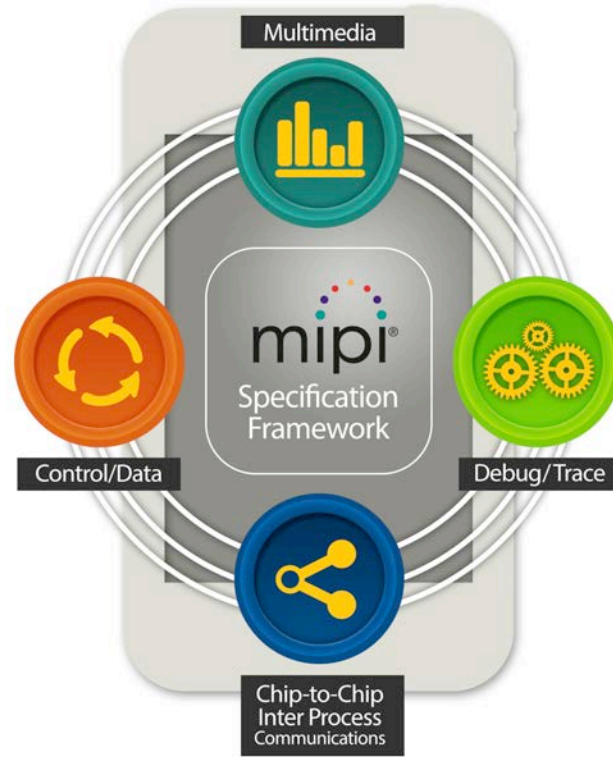 Multimedia
mipi®
Specification
Framework
Control/Data
Debug/Trace
Chip-to-Chip
Inter Process
Communications